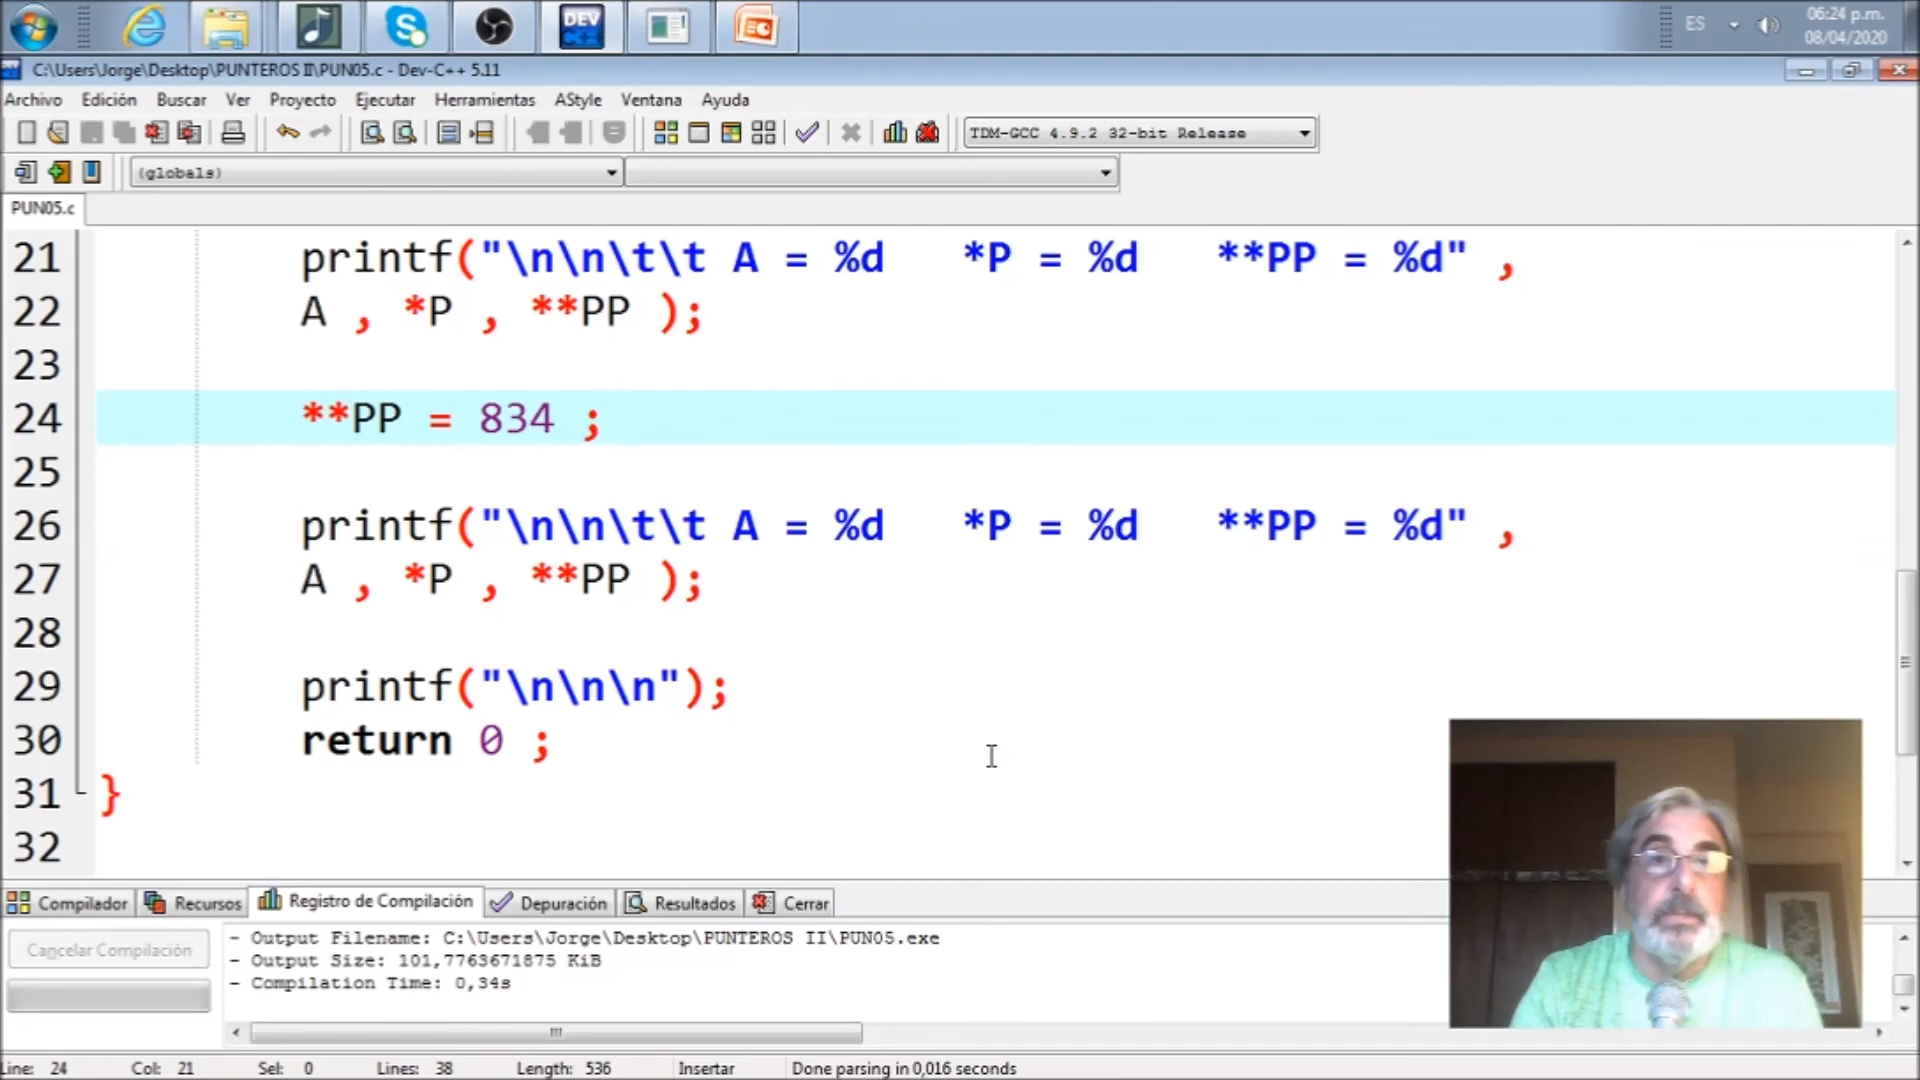 ES
06:24 p.m.
08/04/2020
DEV
C:\Users\Jorge\Desktop\PUNTEROS II\PUN05.c - Dev-C++ 5.11
Archivo Edición Buscar Ver Proyecto Ejecutar Herramientas AStyle Ventana Ayuda
TDM-GCC 4.9.2 32-bit Release
(globals)
PUN05.c
21 printf("\n\n\t\t A = %d   *P = %d   **PP = %d" ,
22 A , *P , **PP );
23
24 **PP = 834 ;
25
26 printf("\n\n\t\t A = %d   *P = %d   **PP = %d" ,
27 A , *P , **PP );
28
29 printf("\n\n\n");
30 return 0 ;
31 }
32
Compilador Recursos Registro de Compilación Depuración Resultados Cerrar
Cancelar Compilación
- Output Filename: C:\Users\Jorge\Desktop\PUNTEROS II\PUN05.exe
- Output Size: 101,7763671875 KiB
- Compilation Time: 0,34s
Line: 24 Col: 21 Sel: 0 Lines: 38 Length: 536 Insertar Done parsing in 0,016 seconds